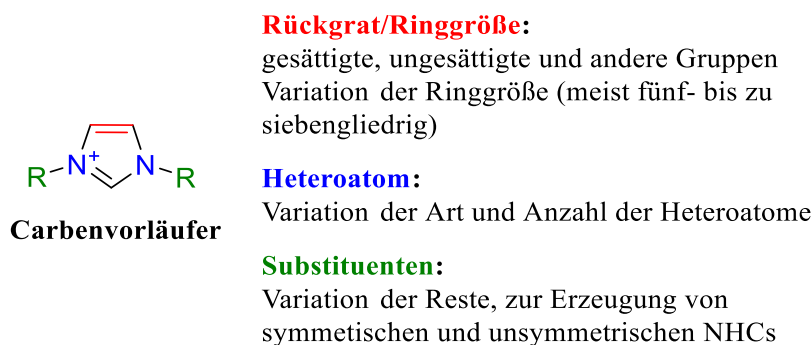 Rückgrat/Ringgröße:
gesättigte, ungesättigte und andere Gruppen
Variation der Ringgröße (meist fünf- bis zu
siebengliedrig)
R N+ N R
Carbenvorläufer
Heteroatom:
Variation der Art und Anzahl der Heteroatome
Substituenten:
Variation der Reste, zur Erzeugung von
symmetischen und unsymmetrischen NHCs